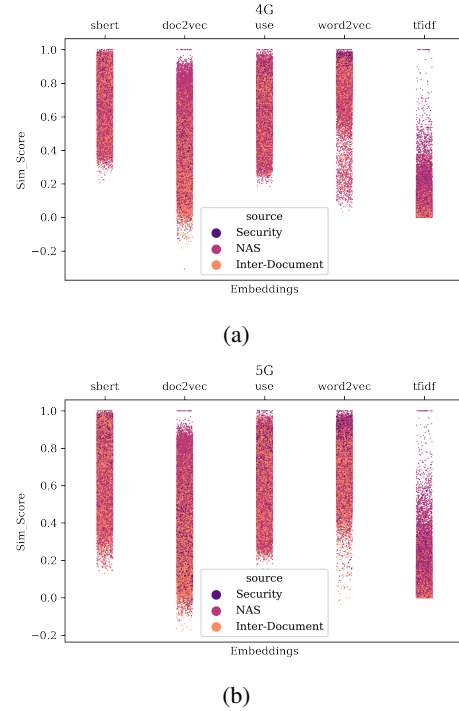 4G
sbert doc2vec use word2vec tfidf
1.0
0.8
0.6
0.4
0.2
0.0
−0.2
Sim_Score
source
Security
NAS
Inter-Document
Embeddings
(a)
5G
sbert doc2vec use word2vec tfidf
1.0
0.8
0.6
0.4
0.2
0.0
−0.2
Sim_Score
source
Security
NAS
Inter-Document
Embeddings
(b)